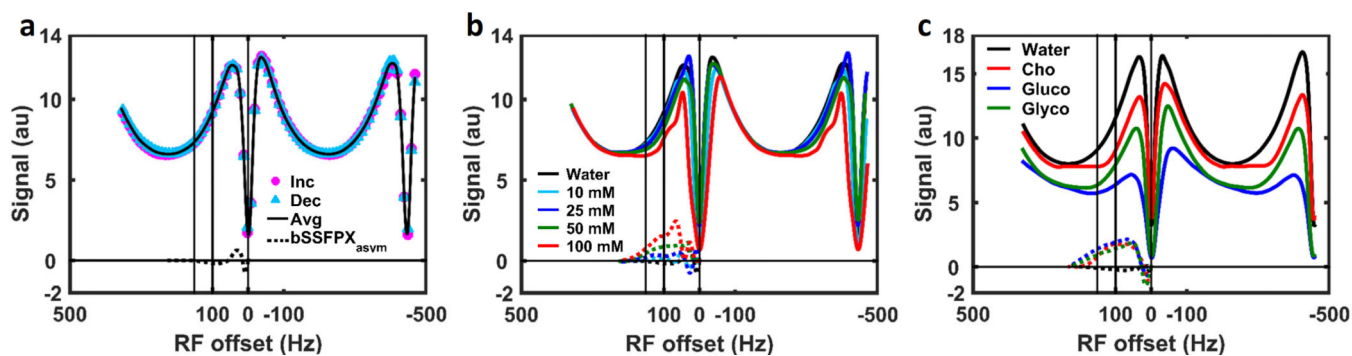 a
14
10
5
0
-2
500
100
0
-100
-500
Signal (au)
RF offset (Hz)
Inc
Dec
Avg
bSSFPXasym
b
14
10
5
0
-2
500
100
0
-100
-500
Signal (au)
RF offset (Hz)
Water
10 mM
25 mM
50 mM
100 mM
c
18
15
10
5
0
-2
500
100
0
-100
-500
Signal (au)
RF offset (Hz)
Water
Cho
Gluco
Glyco